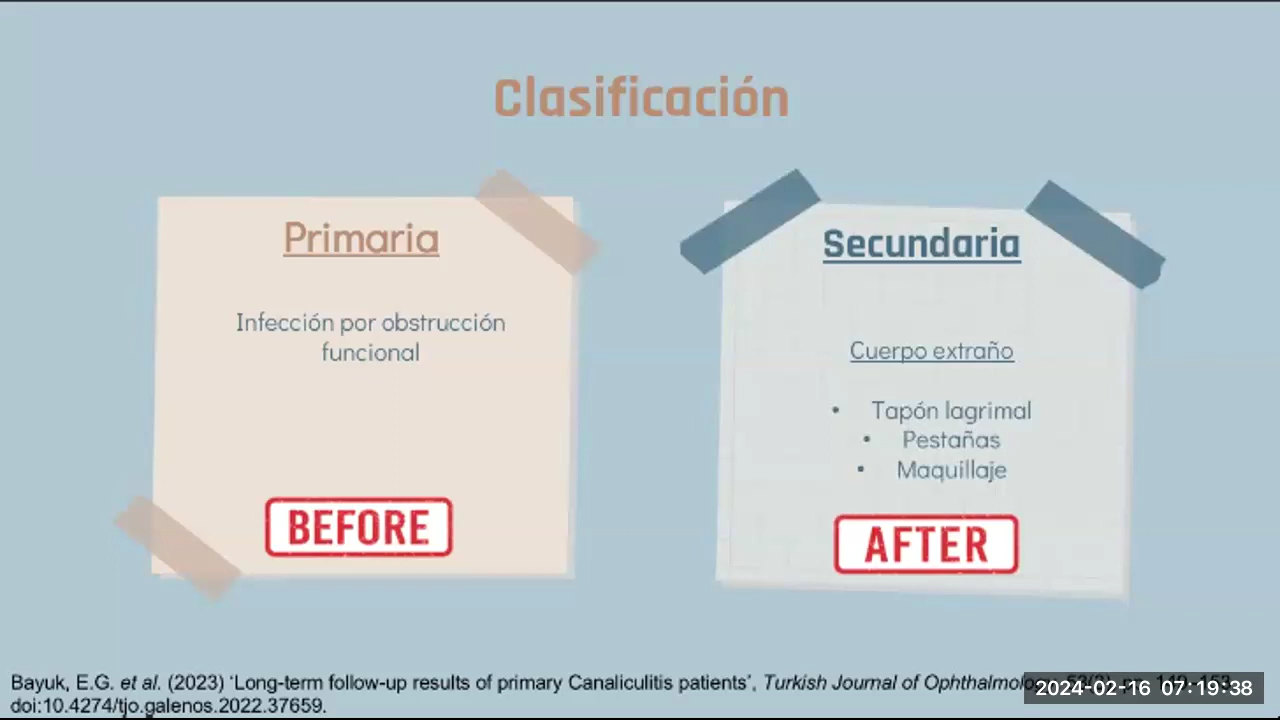 Clasificación
Primaria
Infección por obstrucción
funcional
BEFORE
Secundaria
Cuerpo extraño
• Tapón lagrimal
• Pestañas
• Maquillaje
AFTER
Bayuk, E.G. et al. (2023) ‘Long-term follow-up results of primary Canaliculitis patients’, Turkish Journal of
doi:10.4274/tjo.galenos.2022.37659.
2024-02-16 07:19:38